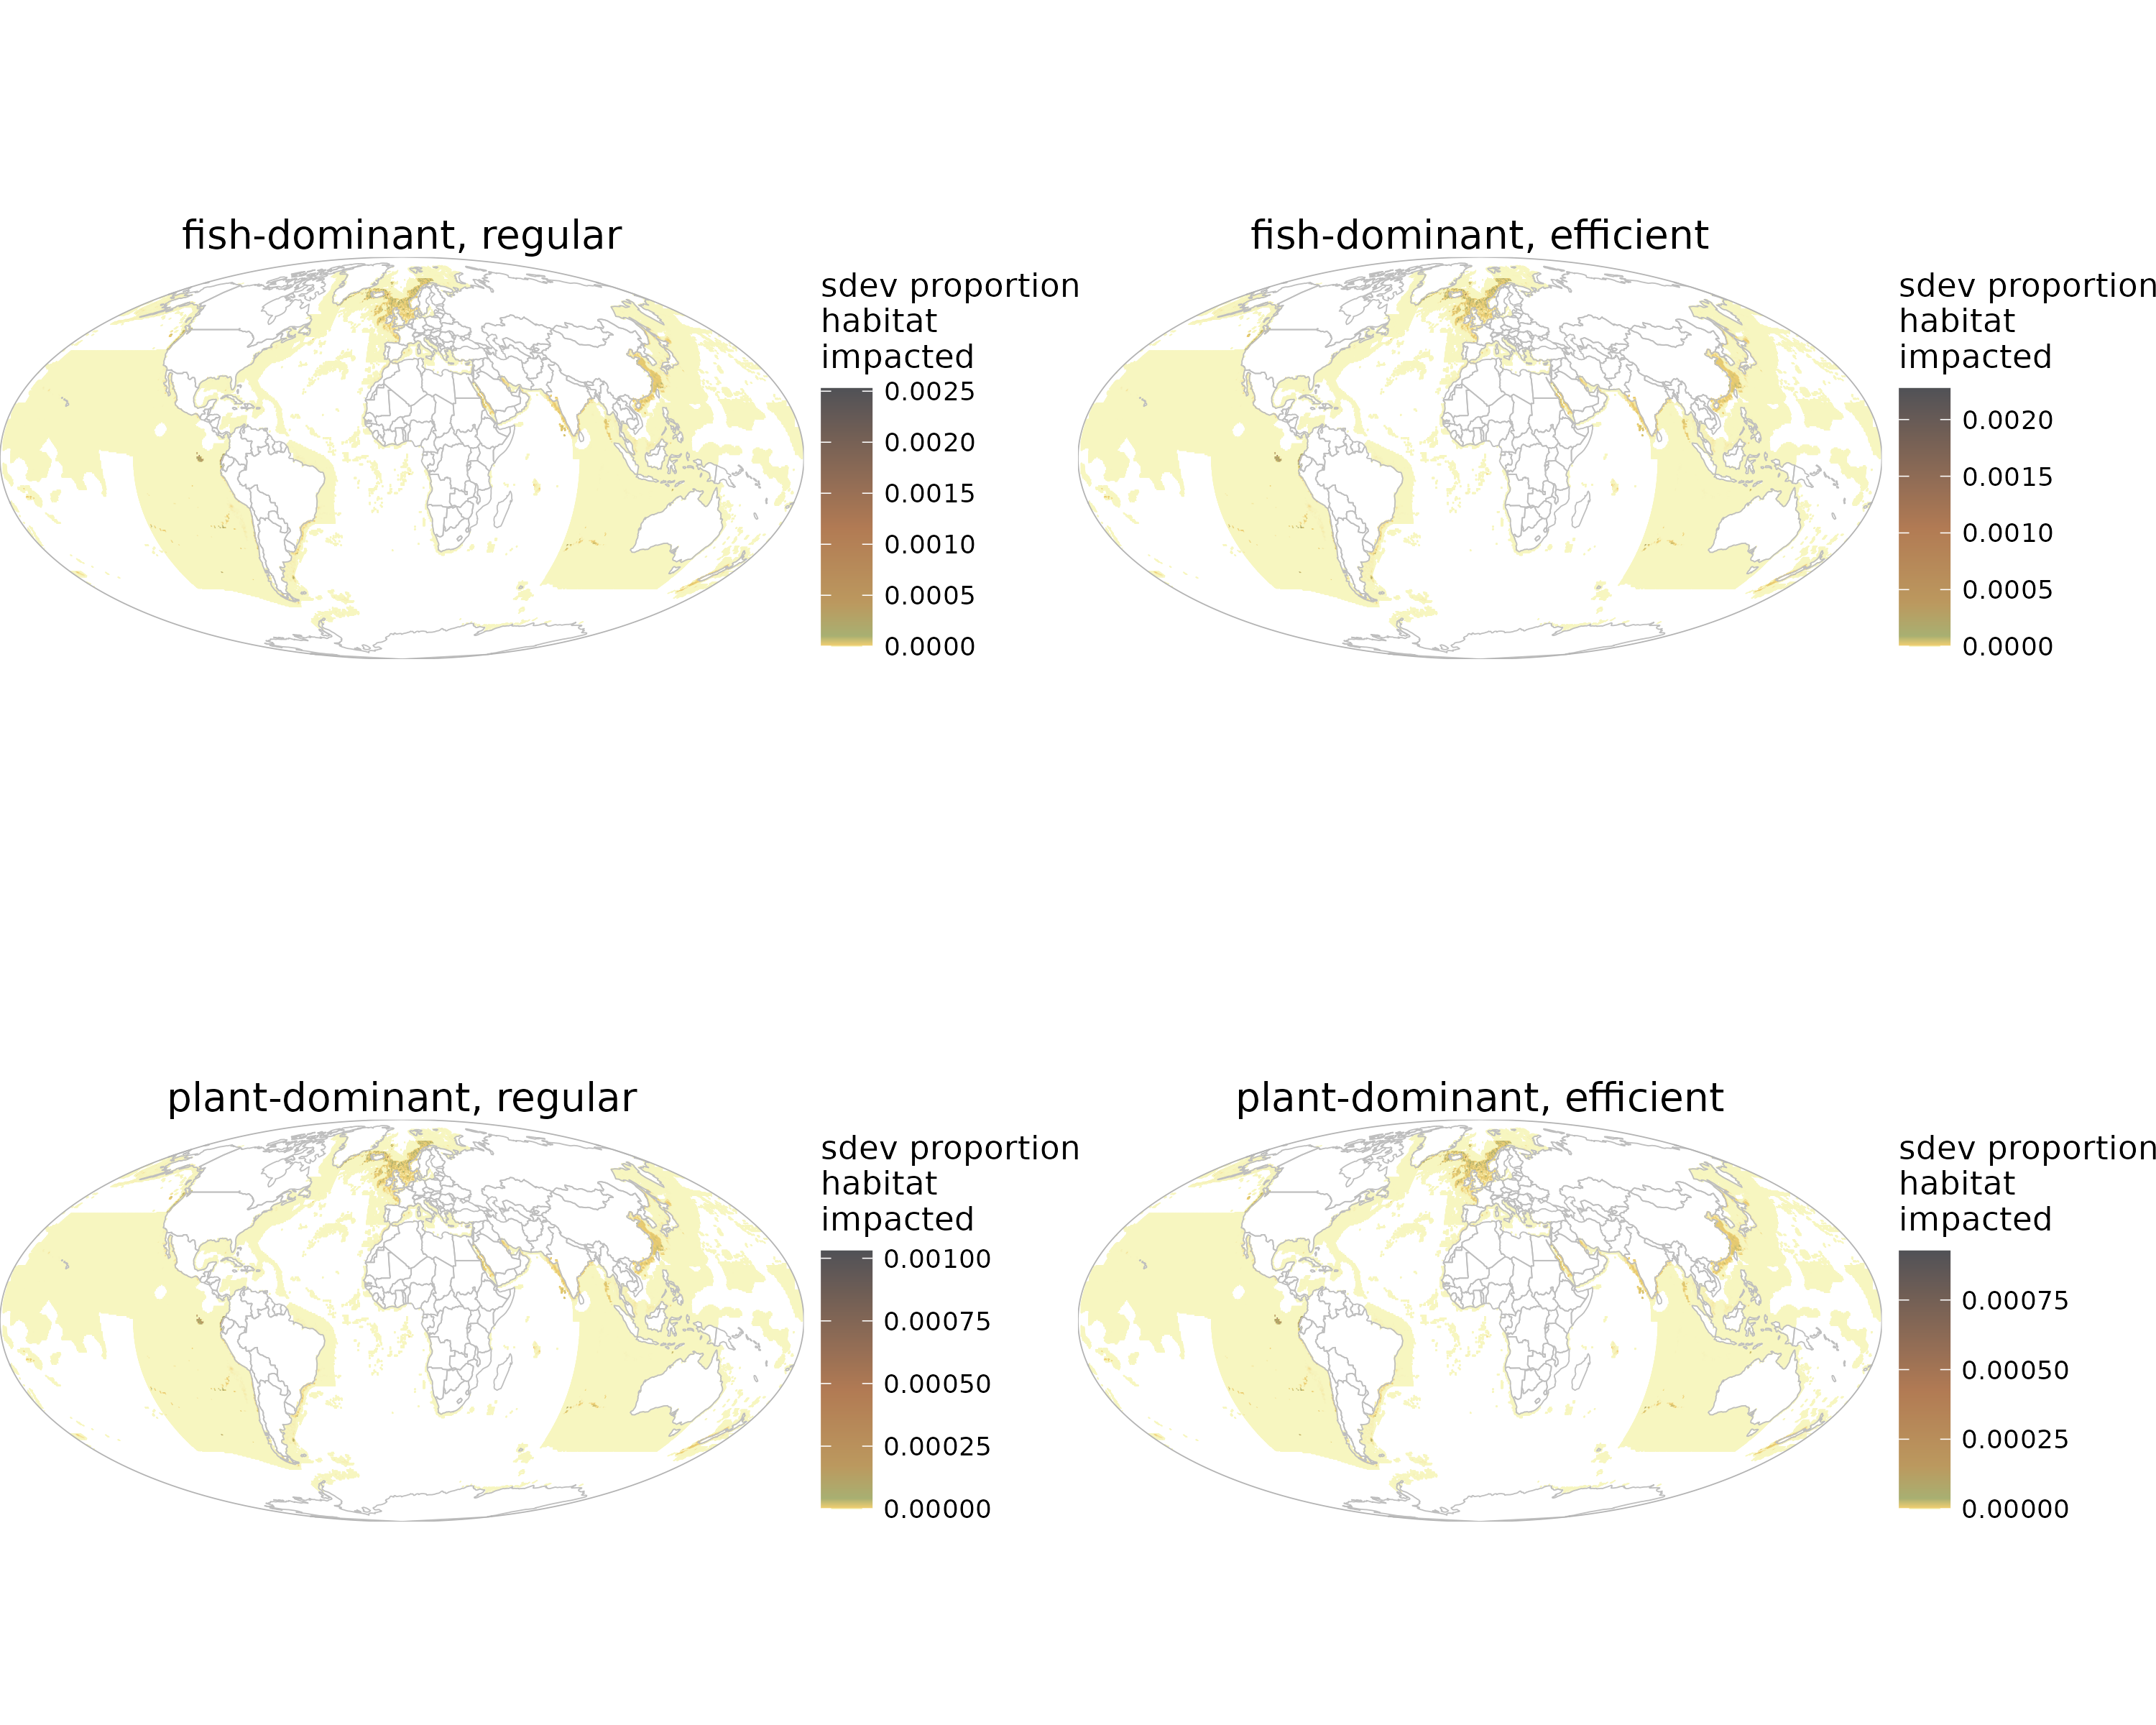 fish-dominant, regular
sdev proportion
habitat
impacted
0.0025
0.0020
0.0015
0.0010
0.0005
0.0000
fish-dominant, efficient
sdev proportion
habitat
impacted
0.0020
0.0015
0.0010
0.0005
0.0000
plant-dominant, regular
sdev proportion
habitat
impacted
0.00100
0.00075
0.00050
0.00025
0.00000
plant-dominant, efficient
sdev proportion
habitat
impacted
0.00075
0.00050
0.00025
0.00000